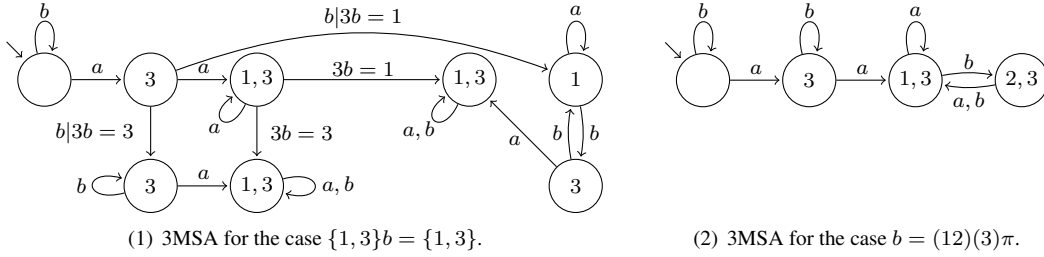 b
b|3b = 1
a
b
b
a
a
3
a
1, 3
3b = 1
1, 3
1
3
a
1, 3
b
2, 3
a
a
a, b
a, b
b|3b = 3
3b = 3
a
b
b
b
3
a
1, 3
a, b
3
(1) 3MSA for the case {1, 3}b = {1, 3}.
(2) 3MSA for the case b = (12)(3)π.